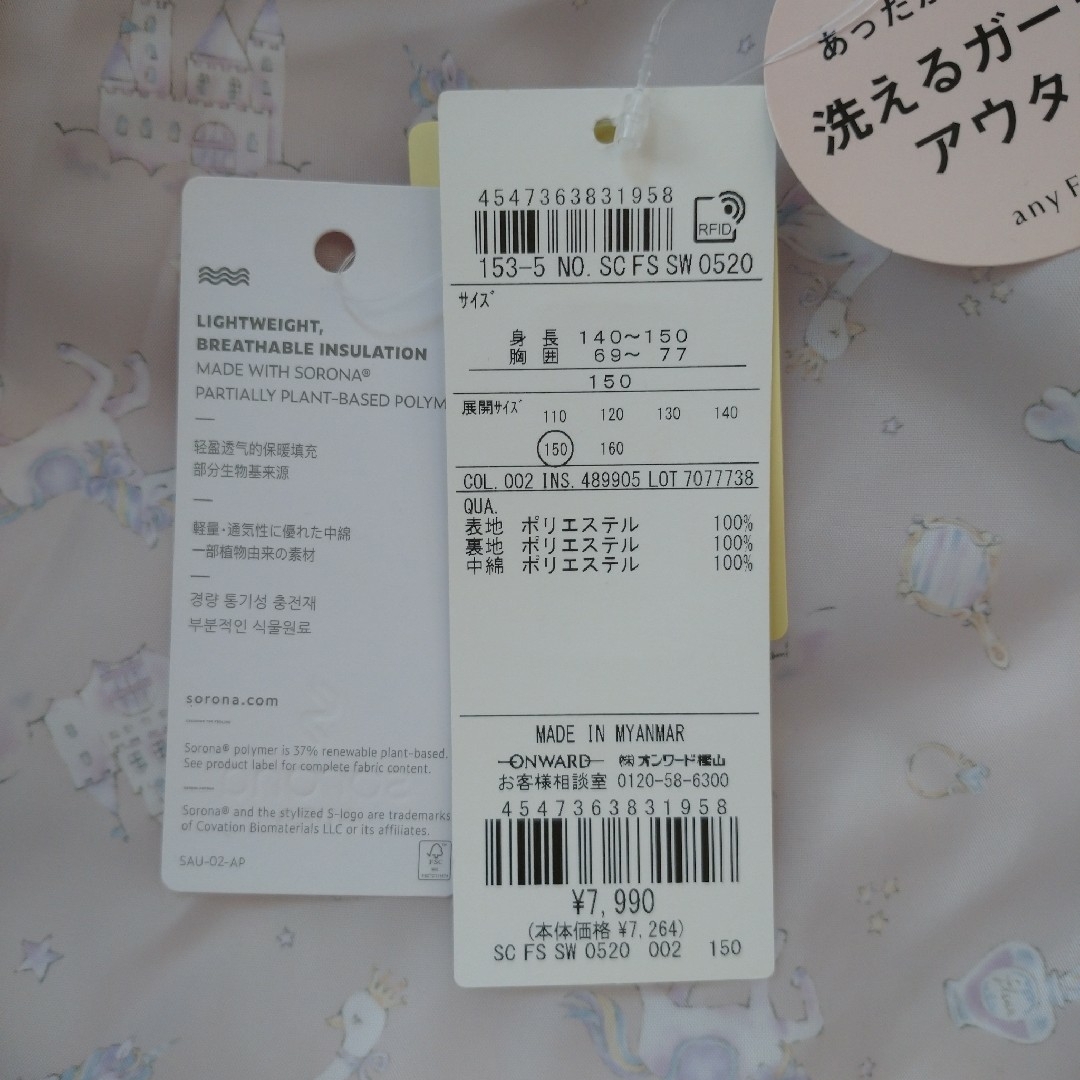 あったか
洗えるガー
アウタ
any F
4547363831958
RFID
153-5 NO. SCFSSW0520
サイズ
身長 140~150
胸囲 69~ 77
150
展開サイズ 110 120 130 140
150 160
COL. 002 INS. 489905 LOT 7077738
QUA.
表地 ポリエステル 100%
裏地 ポリエステル 100%
中綿 ポリエステル 100%
MADE IN MYANMAR
ONWARD ㈱オンワード樫山
お客様相談室 0120-58-6300
4547363831958
¥7,990
(本体価格 ¥7,264)
SCFSSW0520 002 150
LIGHTWEIGHT,
BREATHABLE INSULATION
MADE WITH SORONA®
PARTIALLY PLANT-BASED POLYM
轻盈透气的保暖填充
部分生物基来源
軽量·通気性に優れた中綿
一部植物由来の素材
경량 통기성 충전재
부분적인 식물원료
sorona.com
Sorona® polymer is 37% renewable plant-based.
See product label for complete fabric content.
Sorona® and the stylized S-logo are trademarks
of Covation Biomaterials LLC or its affiliates.
SAU-02-AP
FSC